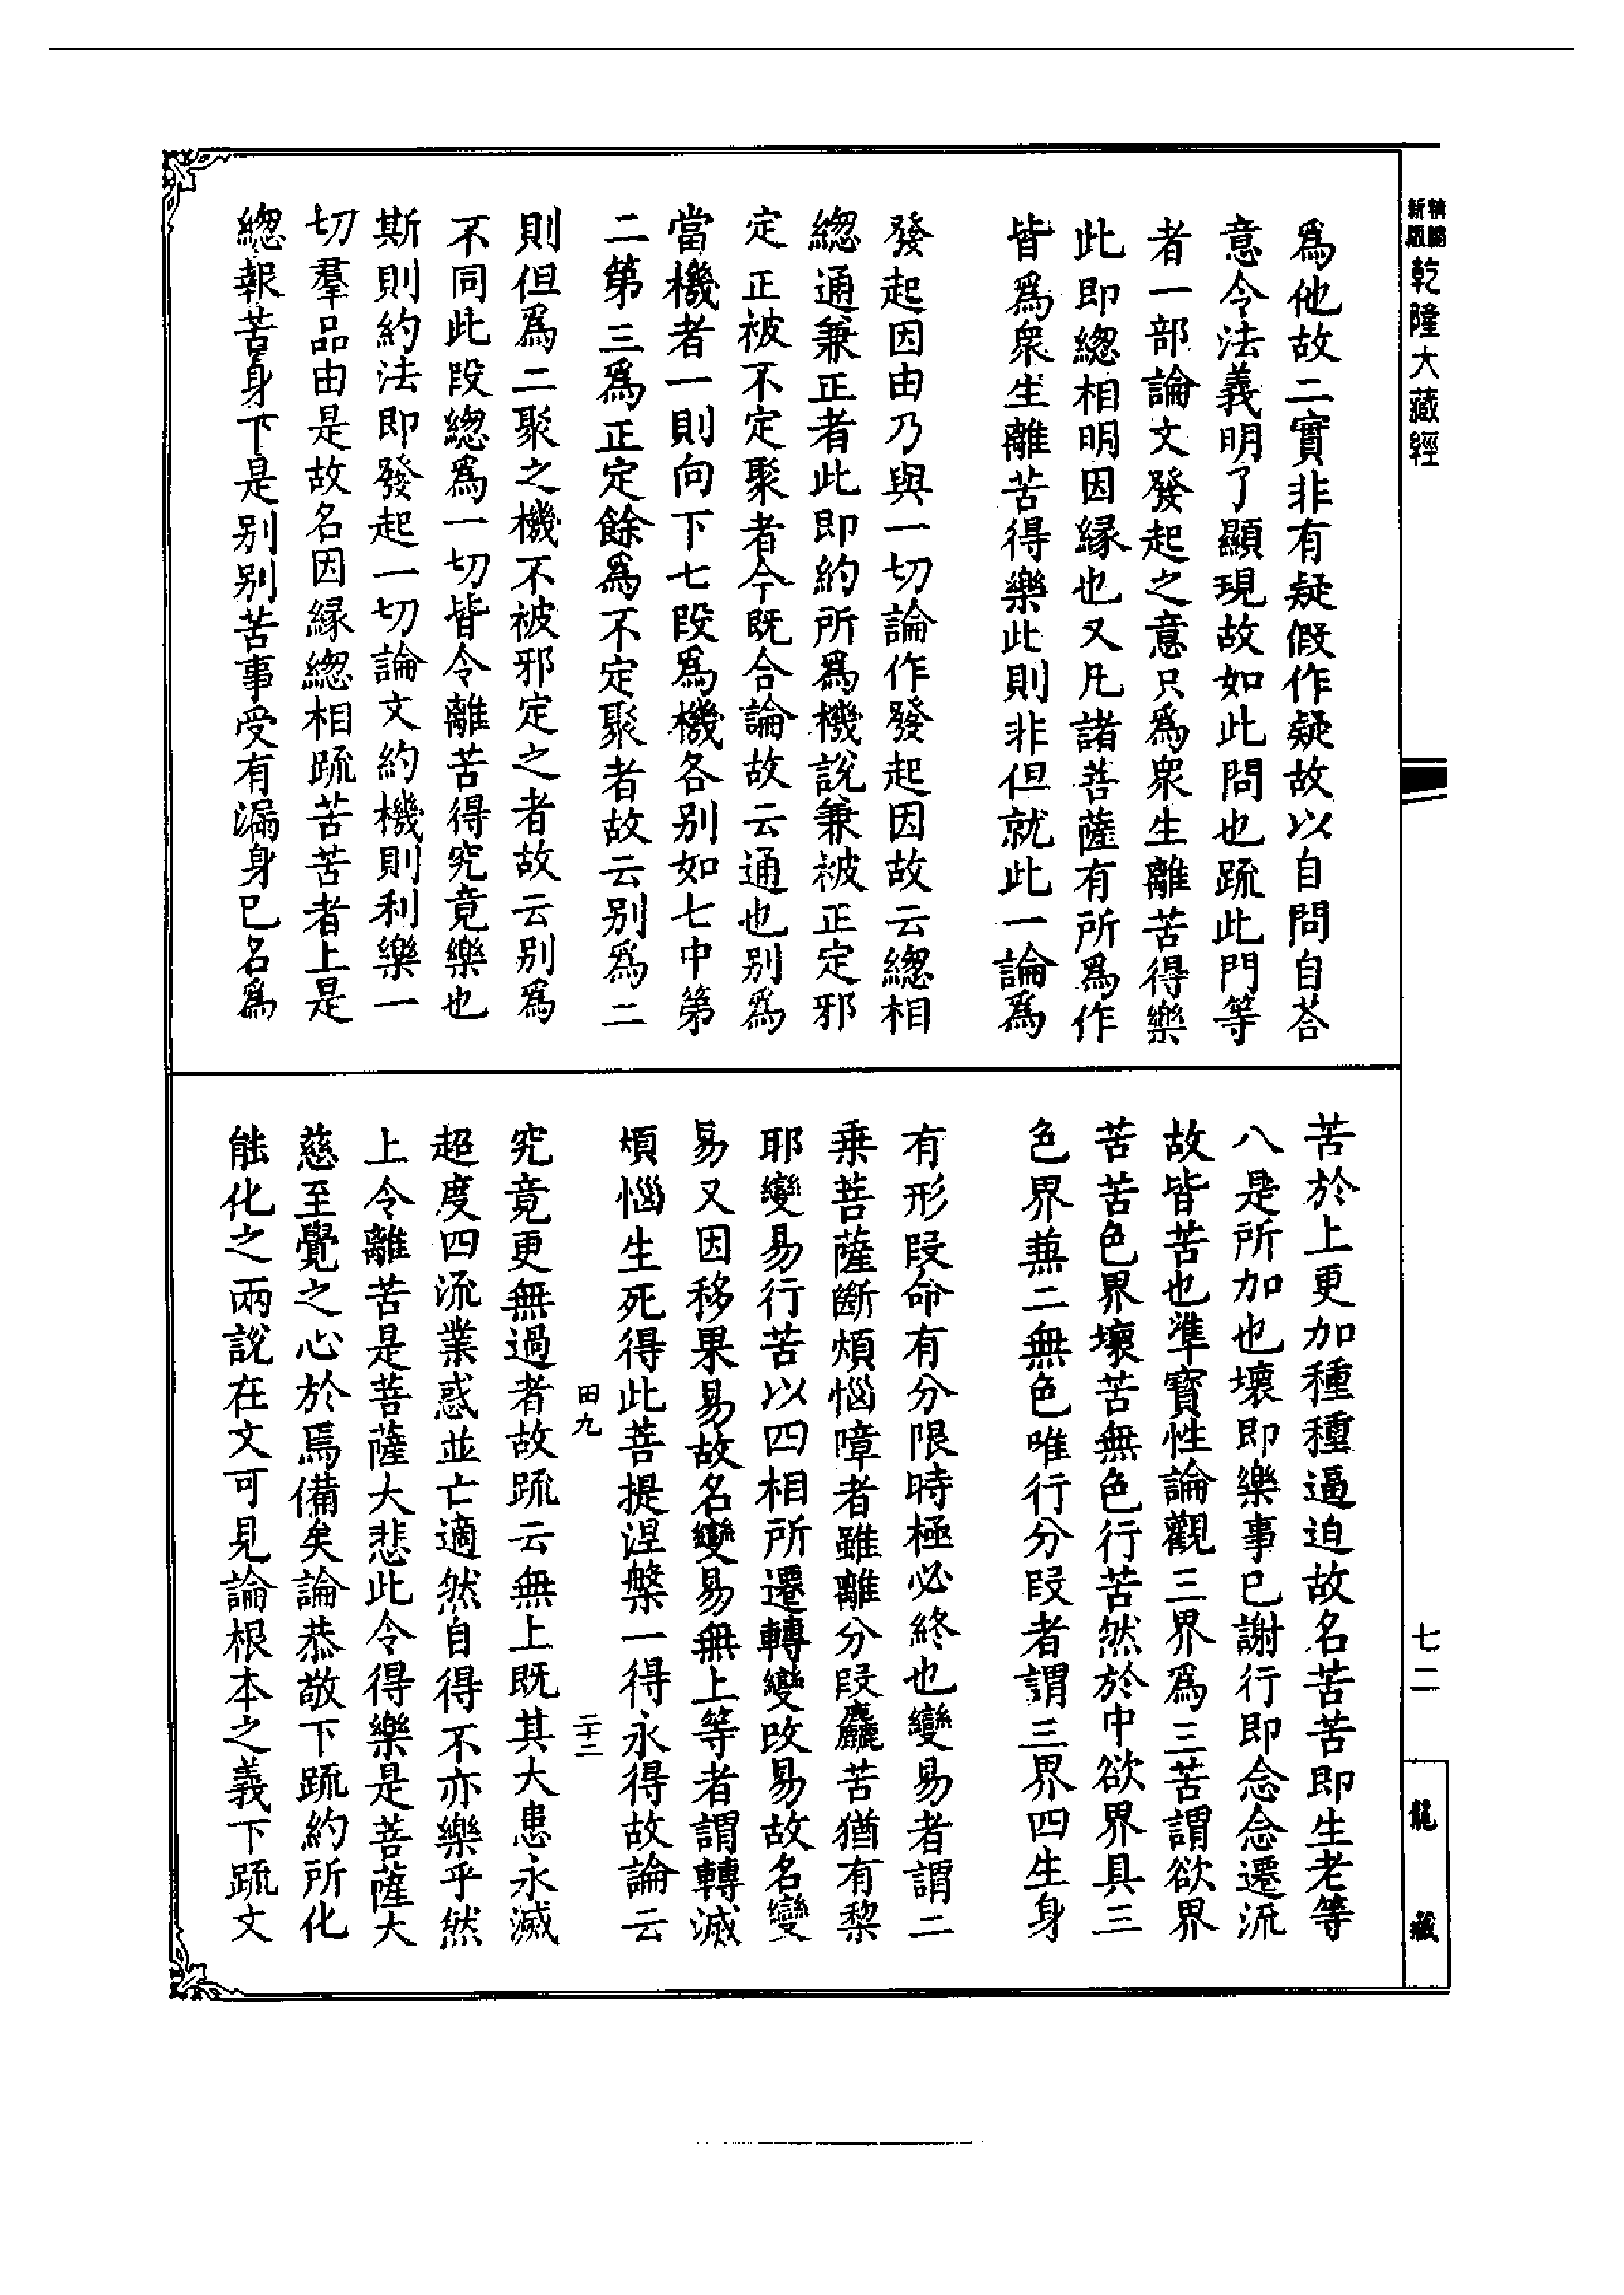 精縮新版乾隆大藏經
爲他故二實非有疑假作疑故以自問自荅
意令法義明了顯現故如此問也䟽此門等
者一部論文發起之意只爲衆生離苦得樂
此即緫相明因緣也又凡諸菩薩有所爲作
皆爲衆生離苦得樂此則非但就此一論爲
發起因由乃與一切論作發起因故云緫相
緫通兼正者此即約所爲機說兼被正定邪
定正被不定聚者今既合論故云通也别爲
當機者一則向下七段爲機各别如七中第
二第三爲正定餘爲不定聚者故云别爲二
則但爲二聚之機不被邪定之者故云别爲
不同此段緫爲一切皆令離苦得究竟樂也
斯則約法即發起一切論文約機則利樂一
切羣品由是故名因緣緫相䟽苦苦者上是
緫報苦身下是别别苦事受有漏身已名爲
苦於上更加種種逼迫故名苦苦即生老等
八是所加也壞即樂事已謝行即念念遷流
故皆苦也準寶性論觀三界爲三苦謂欲界
苦苦色界壞苦無色行苦然於中欲界具三
色界兼二無色唯行分段者謂三界四生身
有形段命有分限時極必終也變易者謂二
乘菩薩斷煩惱障者雖離分段麤苦猶有棃
耶變易行苦以四相所遷轉變改易故名變
易又因移果易故名變易無上等者謂轉滅
煩惱生死得此菩提涅槃一得永得故論云
田九 二十二
究竟更無過者故䟽云無上既其大患永滅
超度四流業惑並亡適然自得不亦樂乎然
上令離苦是菩薩大悲此令得樂是菩薩大
慈至覺之心於焉備矣論恭敬下䟽約所化
能化之兩說在文可見論根本之義下䟽文
七二
龍藏